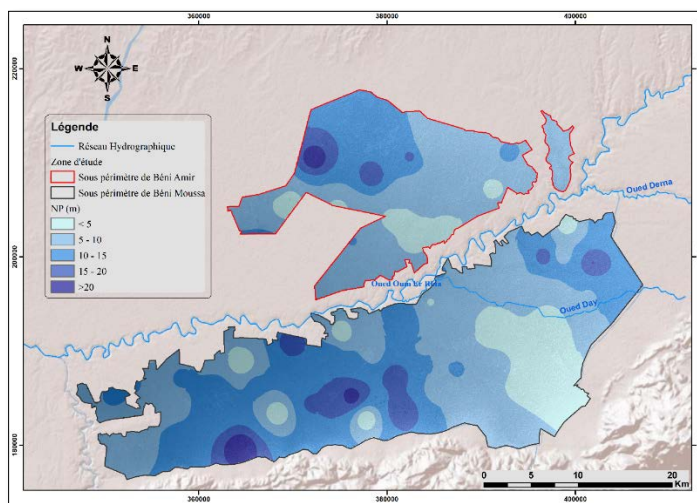 360000 380000 400000
220000
N
W E
S
Légende
Réseau Hydrographique
Zone d'étude
Sous périmètre de Béni Amir
Sous périmètre de Béni Moussa
NP (m)
< 5
5 - 10
10 - 15
15 - 20
>20
Oued Derna
200000
Oued Oum Er Rbia
Oued Day
180000
0 5 10 20
Km
360000 380000 400000